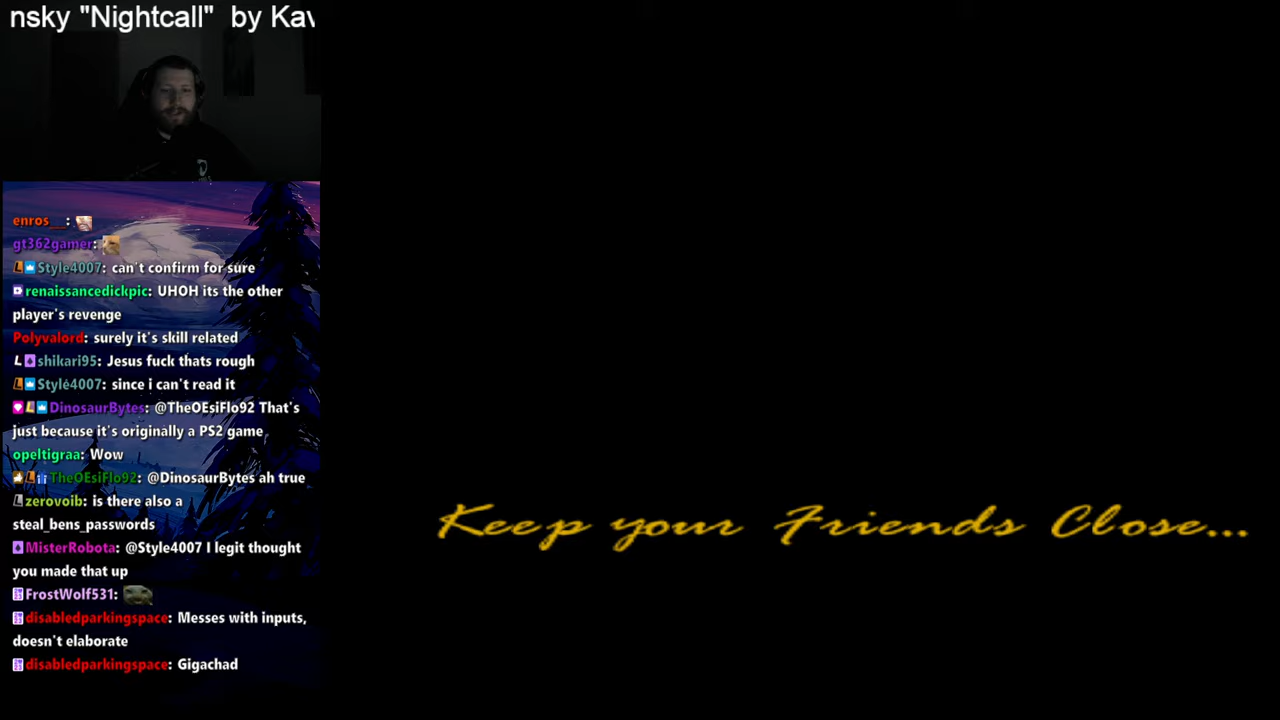 nsky "Nightcall"  by Kav
enros__:
gt362gamer:
Style4007: can't confirm for sure
renaissancedickpic: UHOH its the other
player's revenge
Polyvalord: surely it's skill related
shikari95: Jesus fuck thats rough
Style4007: since i can't read it
DinosaurBytes: @TheOEsiFlo92 That's
just because it's originally a PS2 game
opeltigraa: Wow
TheOEsiFlo92: @DinosaurBytes ah true
zerovoib: is there also a
steal_bens_passwords
MisterRobota: @Style4007 I legit thought
you made that up
FrostWolf531:
disabledparkingspace: Messes with inputs,
doesn't elaborate
disabledparkingspace: Gigachad
Keep your Friends Close...